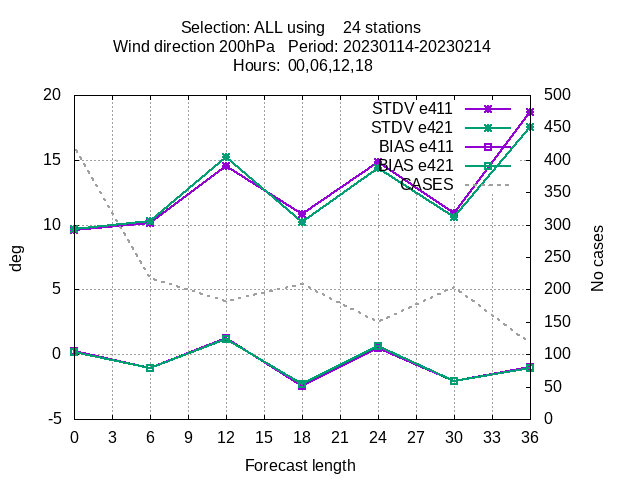 Selection: ALL using 24 stations
Wind direction 200hPa Period: 20230114-20230214
Hours: 00,06,12,18
20 500
STDV e411
450
STDV e421
BIAS e411
15 400
BIAS e421
CASES
350
10 300
250
5 200
150
0 100
50
-5 0
deg
No cases
0 3 6 9 12 15 18 21 24 27 30 33 36
Forecast length